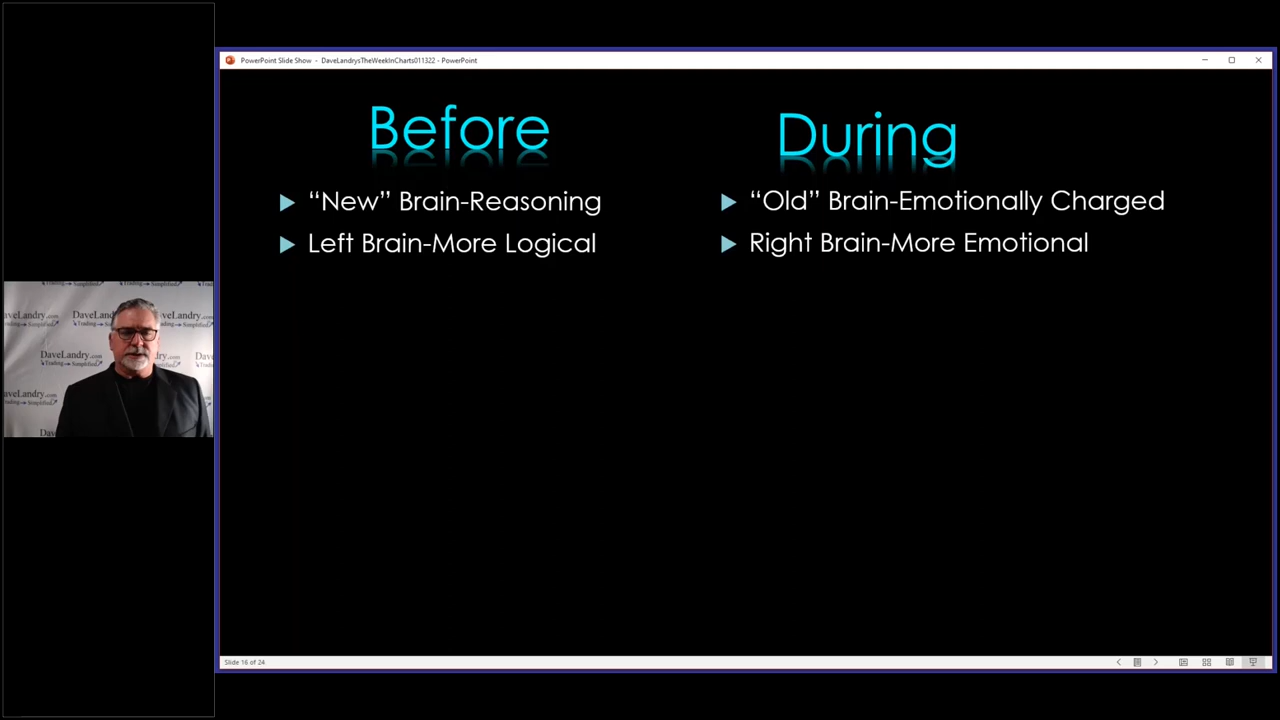 PowerPoint Slide Show - DaveLandrysTheWeekInCharts011322 - PowerPoint
Before
“New” Brain-Reasoning
Left Brain-More Logical
During
“Old” Brain-Emotionally Charged
Right Brain-More Emotional
DaveLandry.com
Trading Simplified
Slide 16 of 24